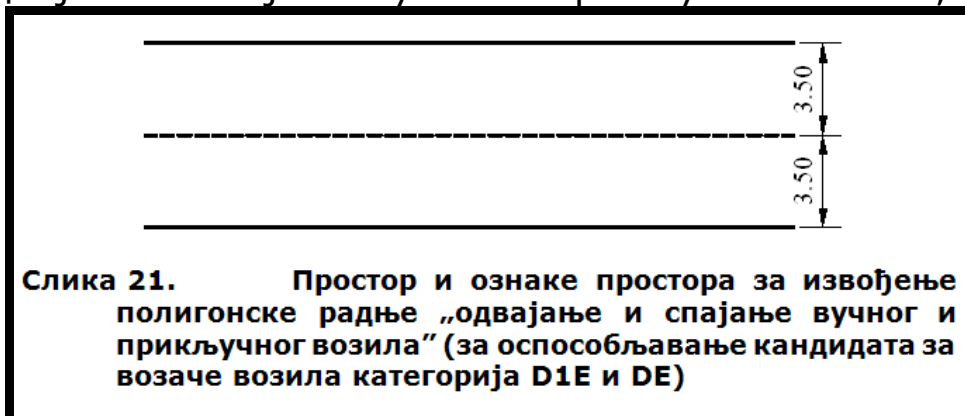 3.50
3.50
Слика 21. Простор и ознаке простора за извођење
полигонске радње „одвајање и спајање вучног и
прикључног возила” (за оспособљавање кандидата за
возаче возила категорија D1E и DE)